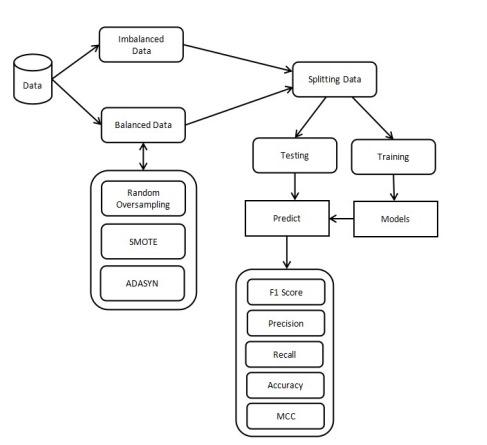 Imbalanced
Data
Data
Splitting Data
Balanced Data
Testing
Training
Random
Oversampling
Predict
Models
SMOTE
ADASYN
F1 Score
Precision
Recall
Accuracy
MCC